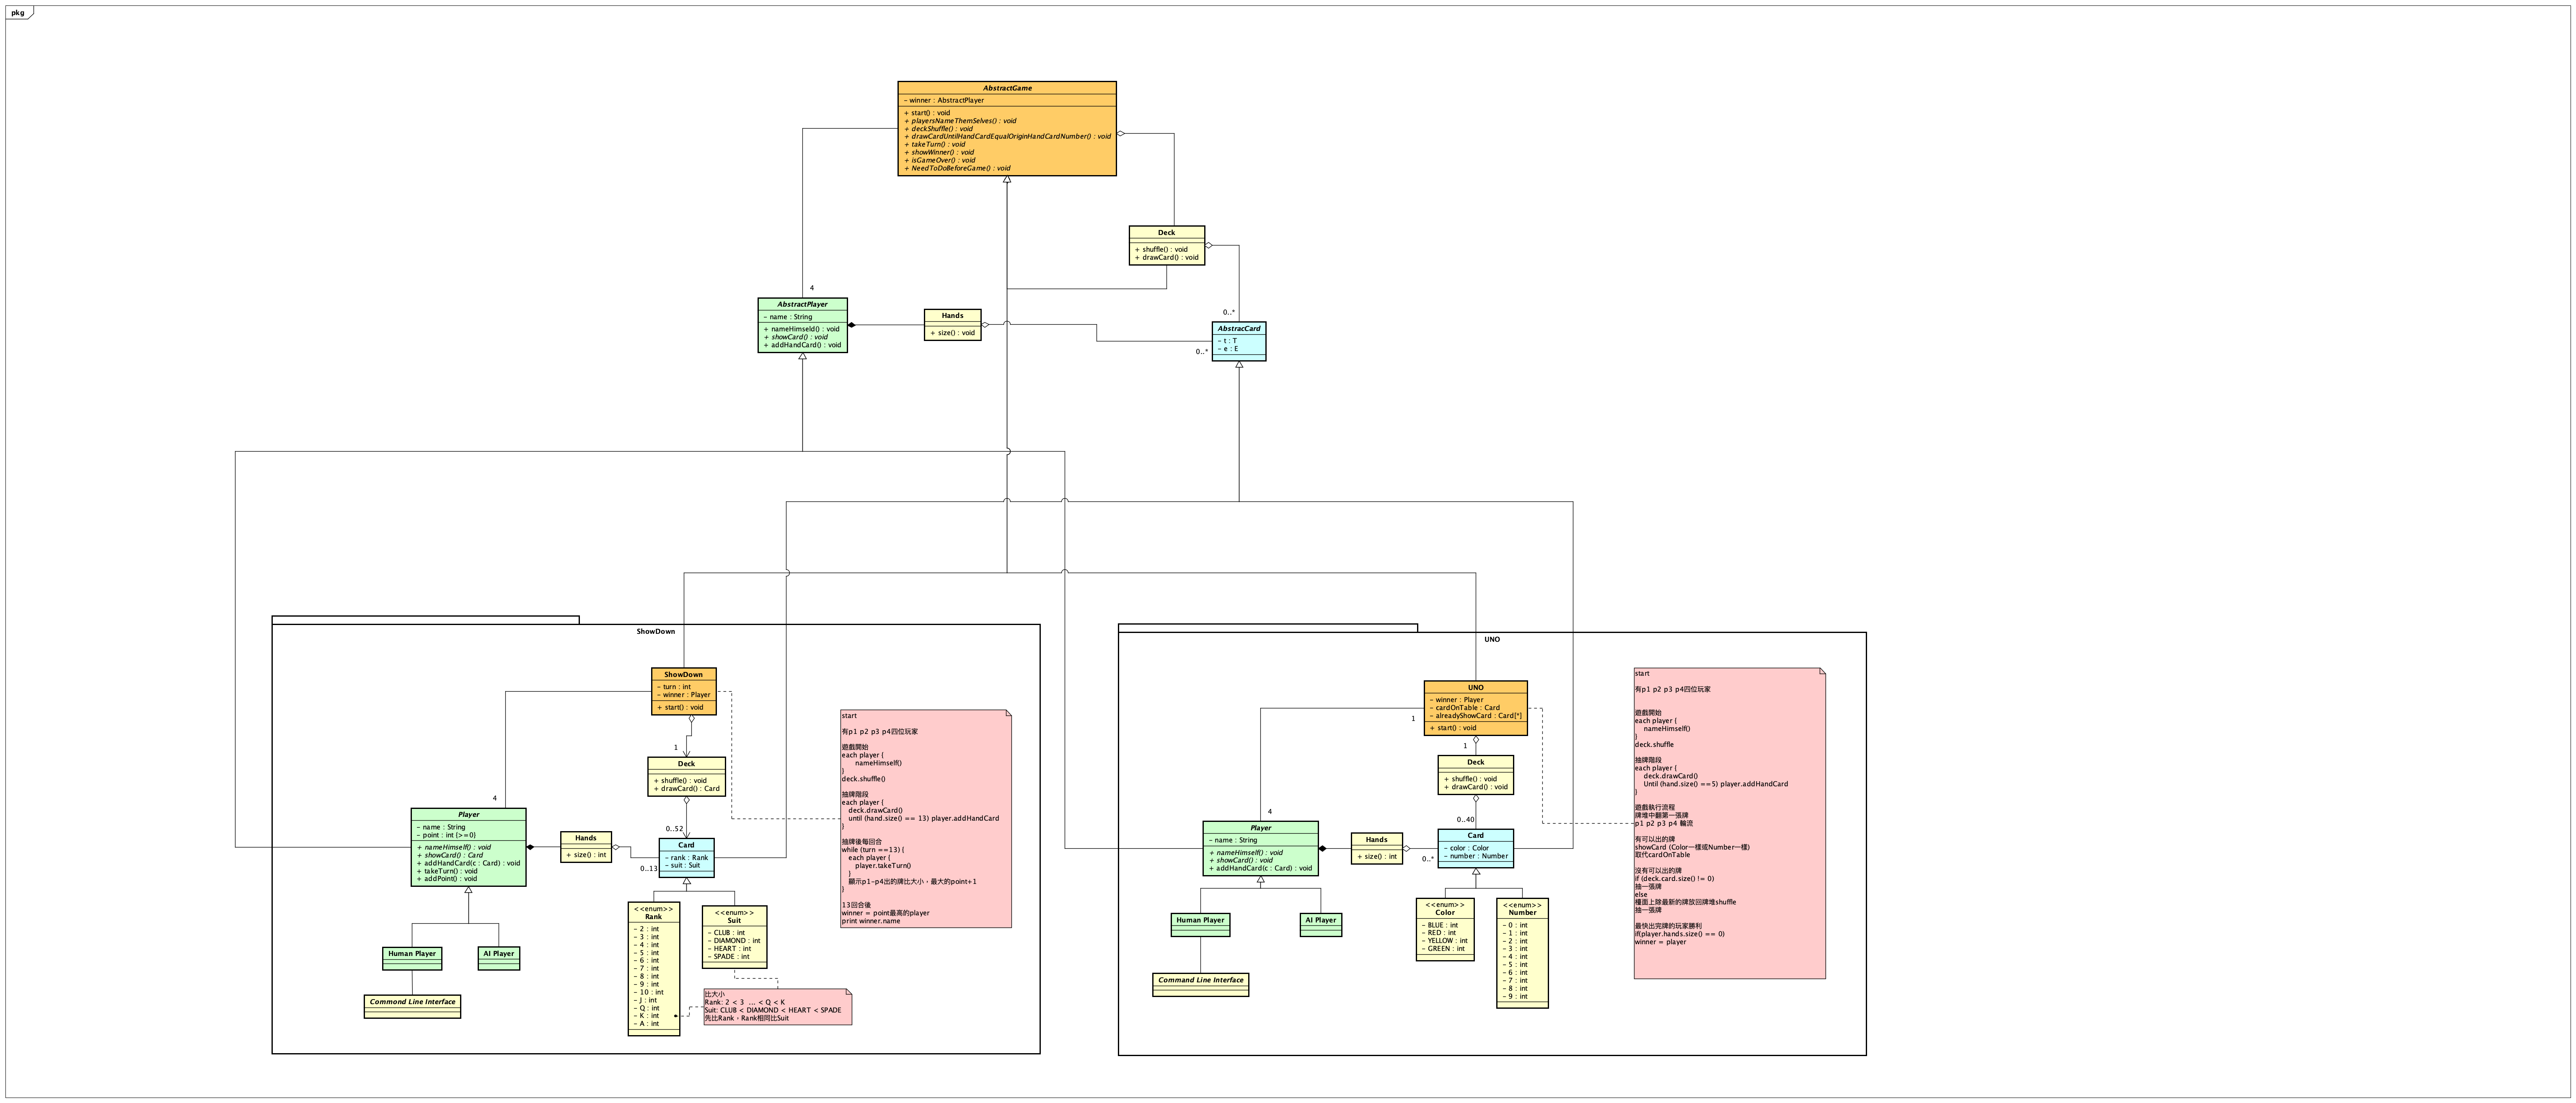 pkg
AbstractGame
- winner : AbstractPlayer
+ start() : void
+ playersNameThemSelves() : void
+ deckShuffle() : void
+ drawCardUntilHandCardEqualOriginHandCardNumber() : void
+ takeTurn() : void
+ showWinner() : void
+ isGameOver() : void
+ NeedToDoBeforeGame() : void
Deck
+ shuffle() : void
+ drawCard() : void
4
AbstractPlayer
- name : String
+ nameHimseld() : void
+ showCard() : void
+ addHandCard() : void
Hands
+ size() : void
0..*
AbstracCard
- t : T
- e : E
0..*
ShowDown
ShowDown
- turn : int
- winner : Player
+ start() : void
1
Deck
+ shuffle() : void
+ drawCard() : Card
4
Player
- name : String
- point : int {>=0}
+ nameHimself() : void
+ showCard() : Card
+ addHandCard(c : Card) : void
+ takeTurn() : void
+ addPoint() : void
Hands
+ size() : int
0..52
Card
- rank : Rank
- suit : Suit
0..13
Human Player
AI Player
Commond Line Interface
<<enum>>
Rank
- 2 : int
- 3 : int
- 4 : int
- 5 : int
- 6 : int
- 7 : int
- 8 : int
- 9 : int
- 10 : int
- J : int
- Q : int
- K : int
- A : int
<<enum>>
Suit
- CLUB : int
- DIAMOND : int
- HEART : int
- SPADE : int
比大小
Rank: 2 < 3 ... < Q < K
Suit: CLUB < DIAMOND < HEART < SPADE
先比Rank，Rank相同比Suit
start
有p1 p2 p3 p4四位玩家
遊戲開始
each player {
nameHimself()
}
deck.shuffle()
抽牌階段
each player {
deck.drawCard()
until (hand.size() == 13) player.addHandCard
}
抽牌後每回合
while (turn ==13) {
each player {
player.takeTurn()
}
顯示p1-p4出的牌比大小，最大的point+1
}
13回合後
winner = point最高的player
print winner.name
UNO
UNO
- winner : Player
- cardOnTable : Card
- alreadyShowCard : Card[*]
+ start() : void
1
1
Deck
+ shuffle() : void
+ drawCard() : void
4
Player
- name : String
+ nameHimself() : void
+ showCard() : void
+ addHandCard(c : Card) : void
Hands
+ size() : int
0..40
Card
- color : Color
- number : Number
0..*
Human Player
AI Player
Command Line Interface
<<enum>>
Color
- BLUE : int
- RED : int
- YELLOW : int
- GREEN : int
<<enum>>
Number
- 0 : int
- 1 : int
- 2 : int
- 3 : int
- 4 : int
- 5 : int
- 6 : int
- 7 : int
- 8 : int
- 9 : int
start
有p1 p2 p3 p4四位玩家
遊戲開始
each player {
nameHimself()
}
deck.shuffle
抽牌階段
each player {
deck.drawCard()
Until (hand.size() ==5) player.addHandCard
}
遊戲執行流程
牌堆中翻第一張牌
p1 p2 p3 p4 輪流
有可以出的牌
showCard (Color一樣或Number一樣)
取代cardOnTable
沒有可以出的牌
if (deck.card.size() != 0)
抽一張牌
else
檯面上除最新的牌放回牌堆shuffle
抽一張牌
最快出完牌的玩家勝利
if(player.hands.size() == 0)
winner = player